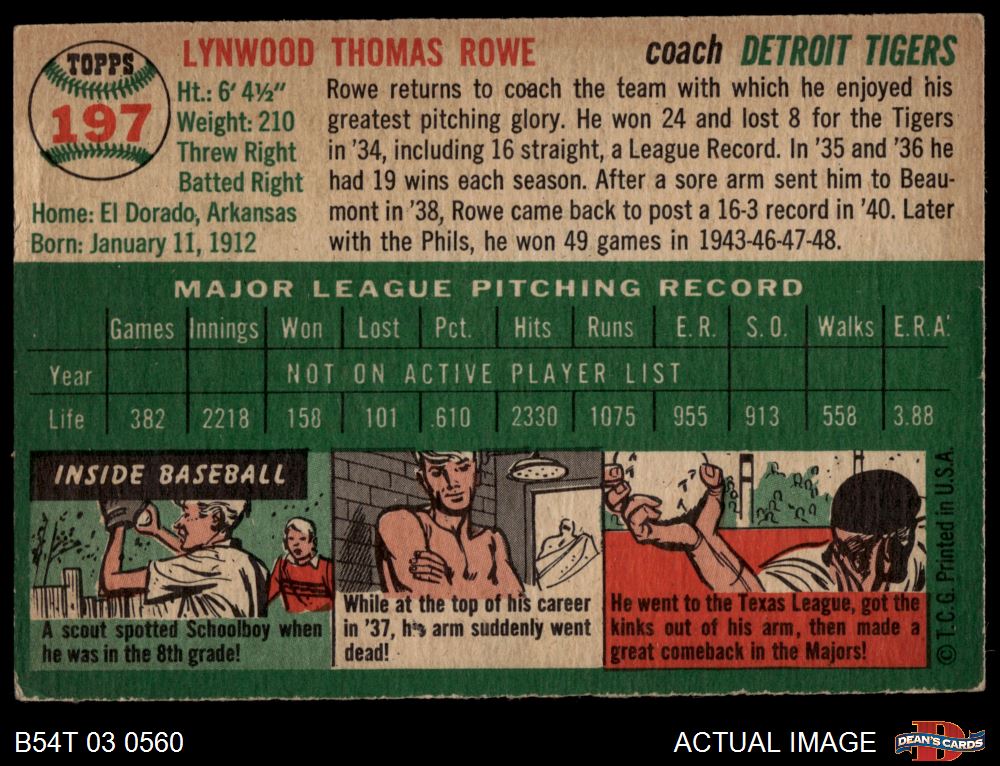 TOPPS
197
LYNWOOD THOMAS ROWE
coach DETROIT TIGERS
Ht.: 6' 4½"
Weight: 210
Threw Right
Batted Right
Home: El Dorado, Arkansas
Born: January 11, 1912
Rowe returns to coach the team with which he enjoyed his
greatest pitching glory. He won 24 and lost 8 for the Tigers
in '34, including 16 straight, a League Record. In '35 and '36 he
had 19 wins each season. After a sore arm sent him to Beau-
mont in '38, Rowe came back to post a 16-3 record in '40. Later
with the Phils, he won 49 games in 1943-46-47-48.
MAJOR LEAGUE PITCHING RECORD
Games Innings Won Lost Pct. Hits Runs E.R. S.O. Walks E.R.A.
Year NOT ON ACTIVE PLAYER LIST
Life 382 2218 158 101 .610 2330 1075 955 913 558 3.88
INSIDE BASEBALL
A scout spotted Schoolboy when
he was in the 8th grade!
While at the top of his career
in '37, his arm suddenly went
dead!
He went to the Texas League, got the
kinks out of his arm, then made a
great comeback in the Majors!
© T.C.G. Printed in U.S.A.
B54T 03 0560
ACTUAL IMAGE
DEAN'S CARDS